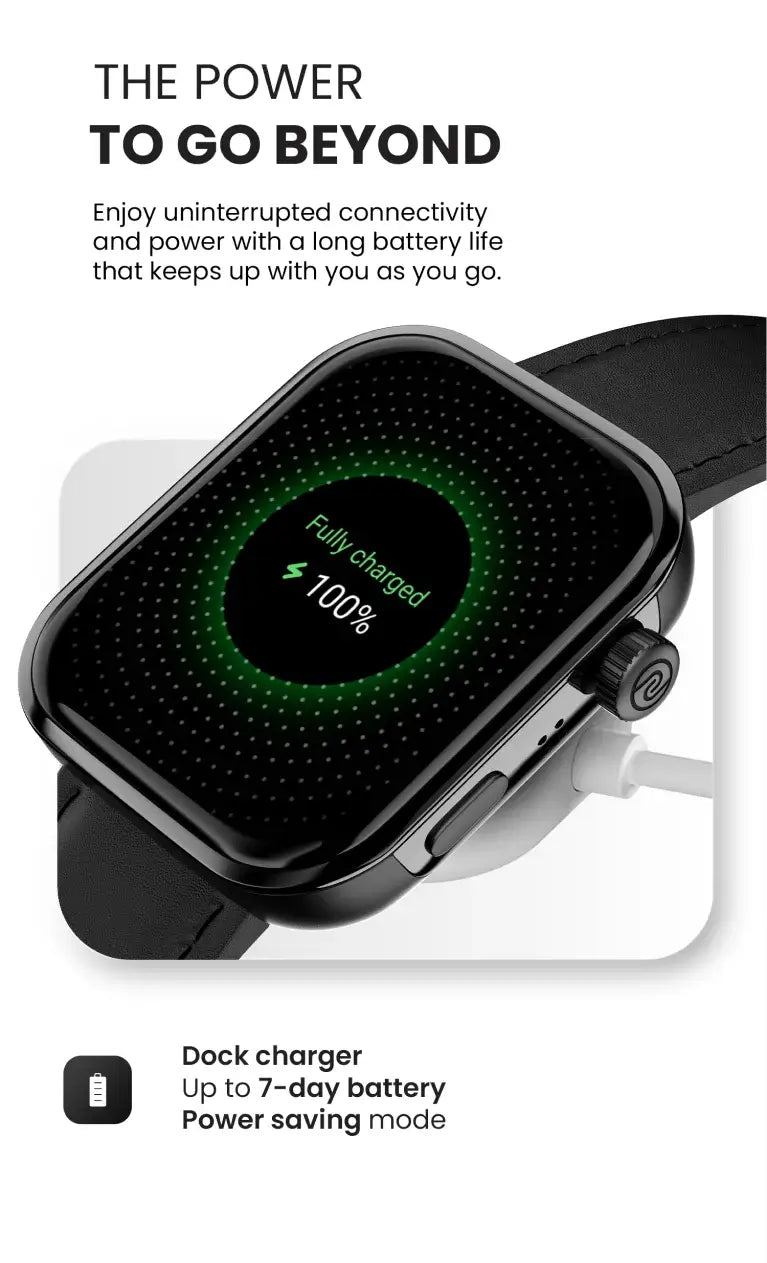 THE POWER
TO GO BEYOND
Enjoy uninterrupted connectivity
and power with a long battery life
that keeps up with you as you go.
Fully charged
100%
Dock charger
Up to 7-day battery
Power saving mode